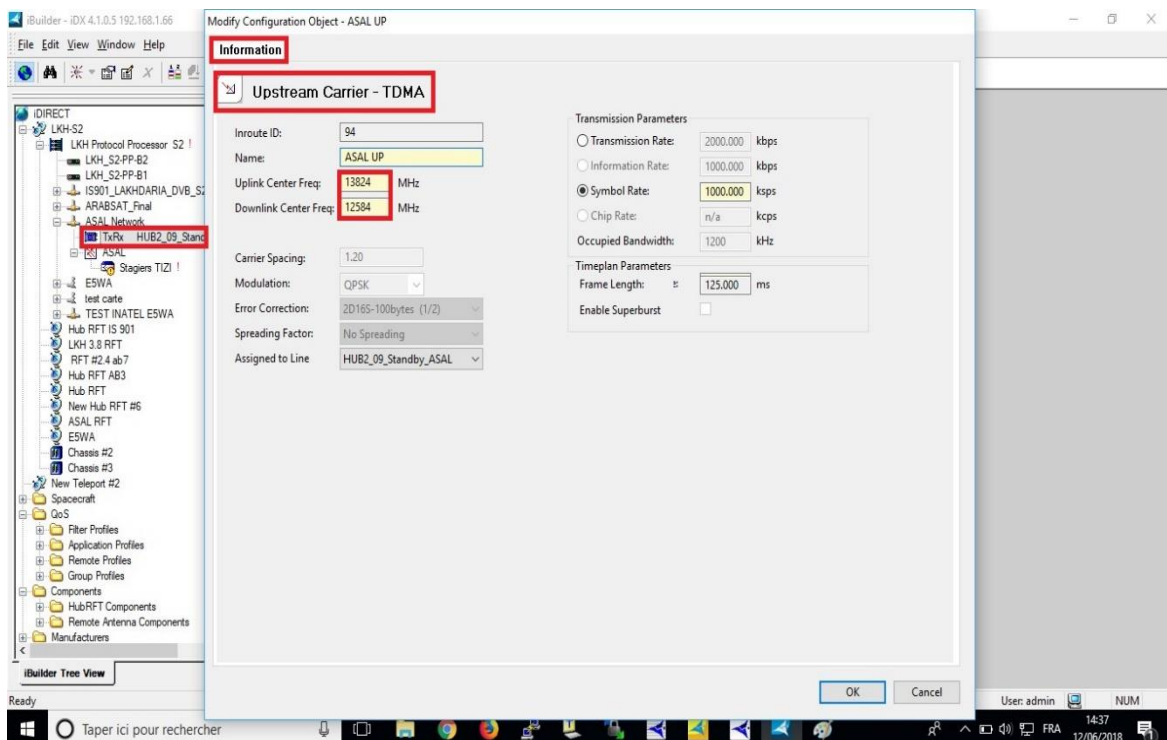 iBuilder - iDX 4.1.0.5 192.168.1.66
File Edit View Window Help
iDIRECT
LKH-S2
LKH Protocol Processor S2 !
LKH_S2-PP-B2
LKH_S2-PP-B1
IS901_LAKHDARIA_DVB_S2
ARABSAT_Final
ASAL Network
TxRx HUB2_09_Stand
ASAL
Stagiers TIZI !
E5WA
test carte
TEST INATEL E5WA
Hub RFT IS 901
LKH 3.8 RFT
RFT #2.4 ab7
Hub RFT AB3
Hub RFT
New Hub RFT #6
ASAL RFT
E5WA
Chassis #2
Chassis #3
New Teleport #2
Spacecraft
QoS
Filter Profiles
Application Profiles
Remote Profiles
Group Profiles
Components
HubRFT Components
Remote Antenna Components
Manufacturers
iBuilder Tree View
Ready
Modify Configuration Object - ASAL UP
Information
Upstream Carrier - TDMA
Inroute ID: 94
Name: ASAL UP
Uplink Center Freq: 13824 MHz
Downlink Center Freq: 12584 MHz
Carrier Spacing: 1.20
Modulation: QPSK
Error Correction: 2D16S-100bytes (1/2)
Spreading Factor: No Spreading
Assigned to Line HUB2_09_Standby_ASAL
Transmission Parameters
Transmission Rate: 2000.000 kbps
Information Rate: 1000.000 kbps
Symbol Rate: 1000.000 ksps
Chip Rate: n/a kcps
Occupied Bandwidth: 1200 kHz
Timeplan Parameters
Frame Length: 125.000 ms
Enable Superburst
OK Cancel
User: admin NUM
Taper ici pour rechercher
FRA
14:37
12/06/2018